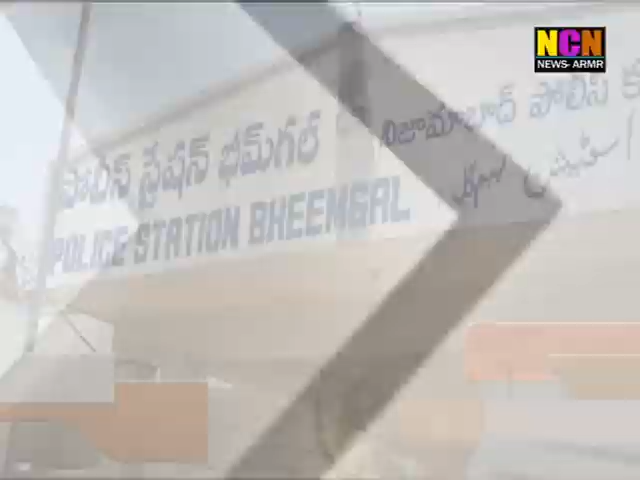 NCN
NEWS- ARMR
పోలీస్ స్టేషన్ భీమ్‌గల్
నిజామాబాద్ పోలీస్
POLICE STATION BHEEMGAL